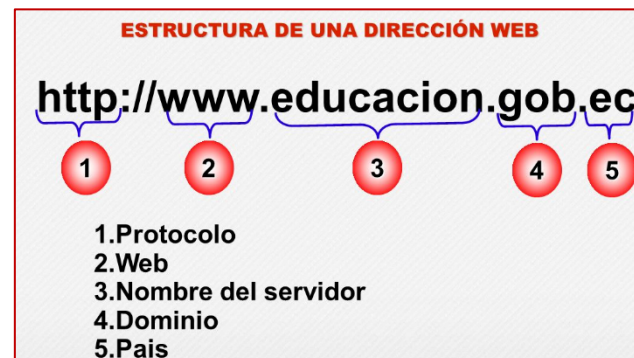 ESTRUCTURA DE UNA DIRECCIÓN WEB
http://www.educacion.gob.ec
1 2 3 4 5
1.Protocolo
2.Web
3.Nombre del servidor
4.Dominio
5.Pais